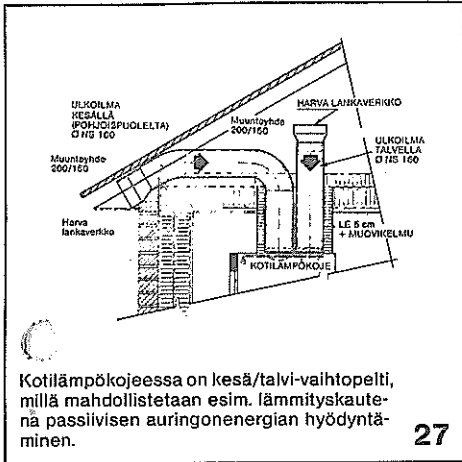 ULKOILMA
KESÄLLÄ
(POHJOISPUOLELTA)
Ø NS 160
Muuntoyhde
200/160
Muuntoyhde
200/160
HARVA LANKAVERKKO
ULKOILMA
TALVELLA
Ø NS 160
Harva
lankaverkko
LE 5 cm
+ MUOVIKELMU
KOTILÄMPÖKOJE
Kotilämpökojeessa on kesä/talvi-vaihtopelti,
millä mahdollistetaan esim. lämmityskaute-
na passiivisen auringonenergian hyödyntä-
minen.
27